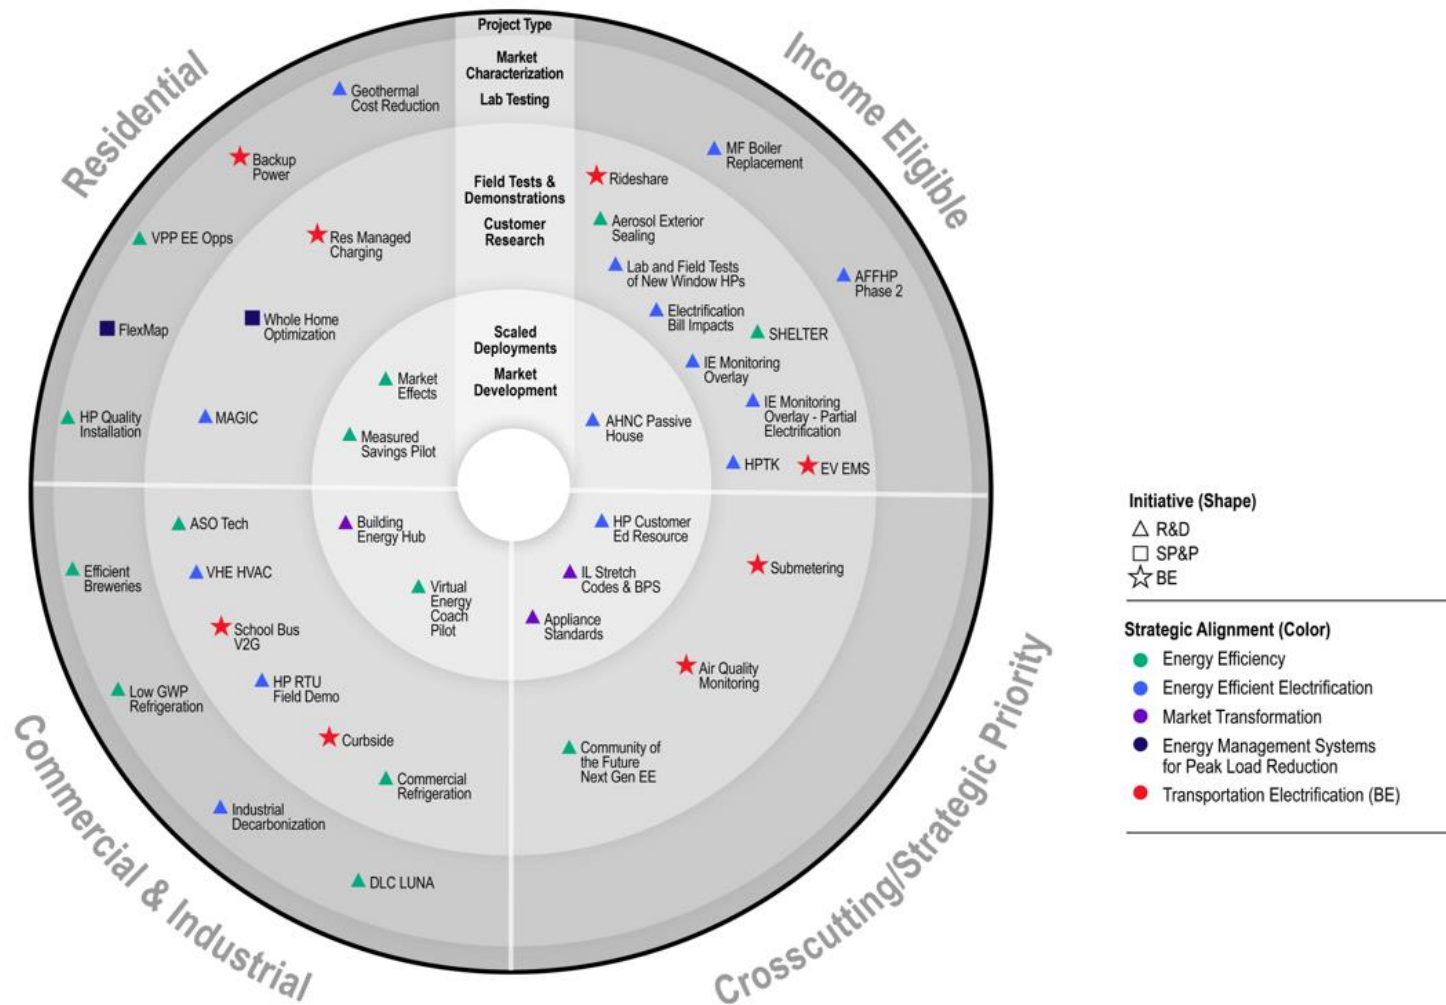 Project Type
Market
Characterization
Lab Testing
Field Tests &
Demonstrations
Customer
Research
Scaled
Deployments
Market
Development
Residential
Geothermal
Cost Reduction
Backup
Power
VPP EE Opps
Res Managed
Charging
FlexMap
Whole Home
Optimization
Market
Effects
HP Quality
Installation
MAGIC
Measured
Savings Pilot
Income Eligible
MF Boiler
Replacement
Rideshare
Aerosol Exterior
Sealing
Lab and Field Tests
of New Window HPs
AFFHP
Phase 2
Electrification
Bill Impacts
SHELTER
IE Monitoring
Overlay
IE Monitoring
Overlay - Partial
Electrification
AHNC Passive
House
HPTK
EV EMS
Commercial & Industrial
ASO Tech
Building
Energy Hub
Efficient
Breweries
VHE HVAC
Virtual
Energy
Coach
Pilot
School Bus
V2G
Low GWP
Refrigeration
HP RTU
Field Demo
Curbside
Commercial
Refrigeration
Industrial
Decarbonization
DLC LUNA
Crosscutting/Strategic Priority
HP Customer
Ed Resource
IL Stretch
Codes & BPS
Submetering
Appliance
Standards
Air Quality
Monitoring
Community of
the Future
Next Gen EE
Initiative (Shape)
R&D
SP&P
BE
Strategic Alignment (Color)
Energy Efficiency
Energy Efficient Electrification
Market Transformation
Energy Management Systems
for Peak Load Reduction
Transportation Electrification (BE)